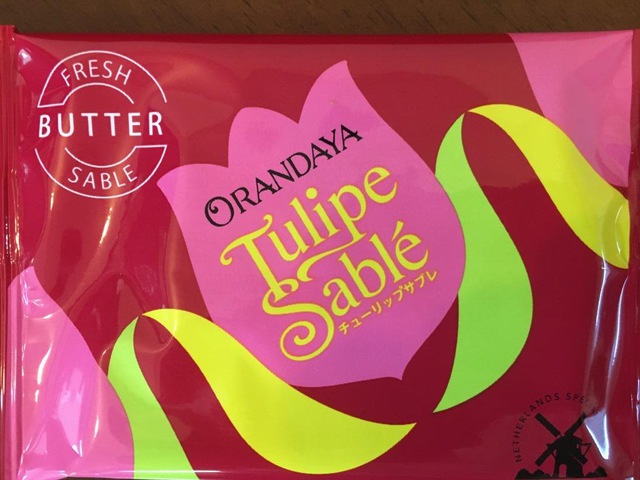 FRESH
BUTTER
SABLE
ORANDAYA
Tulipe
Sablé
チューリップサブレ
NETHERLANDS